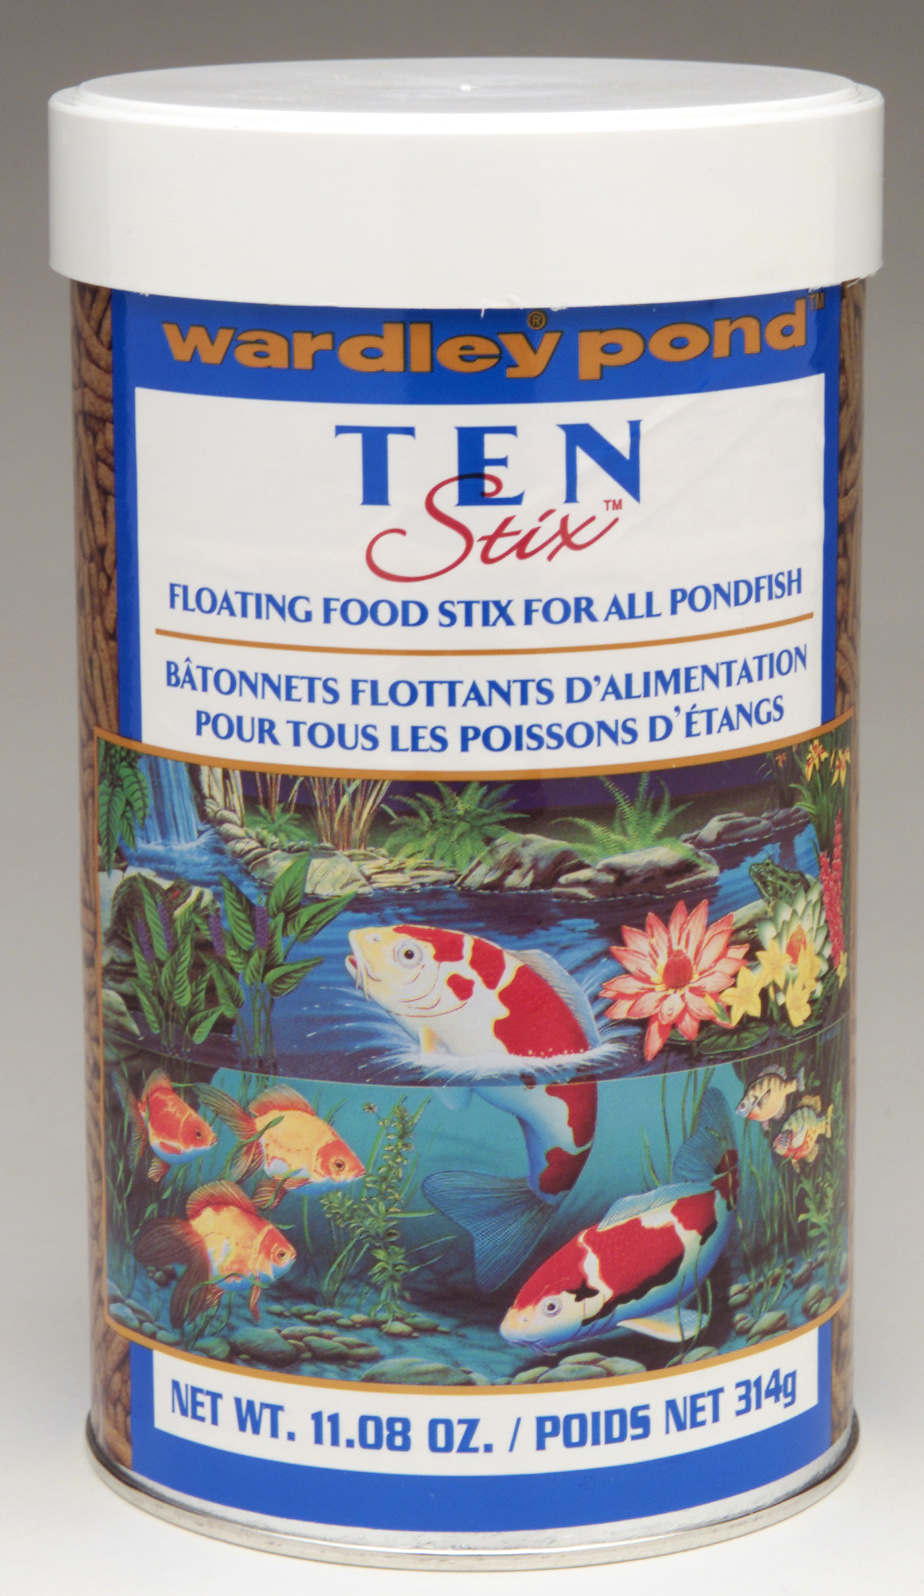 wardley® pond™
TEN
Stix™
FLOATING FOOD STIX FOR ALL PONDFISH
BÂTONNETS FLOTTANTS D'ALIMENTATION
POUR TOUS LES POISSONS D'ÉTANGS
NET WT. 11.08 OZ. / POIDS NET 314g